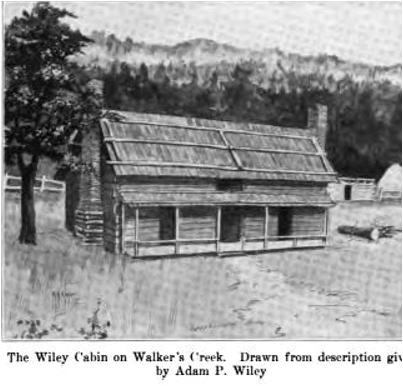 The Wiley Cabin on Walker's Creek. Drawn from description giv
by Adam P. Wiley